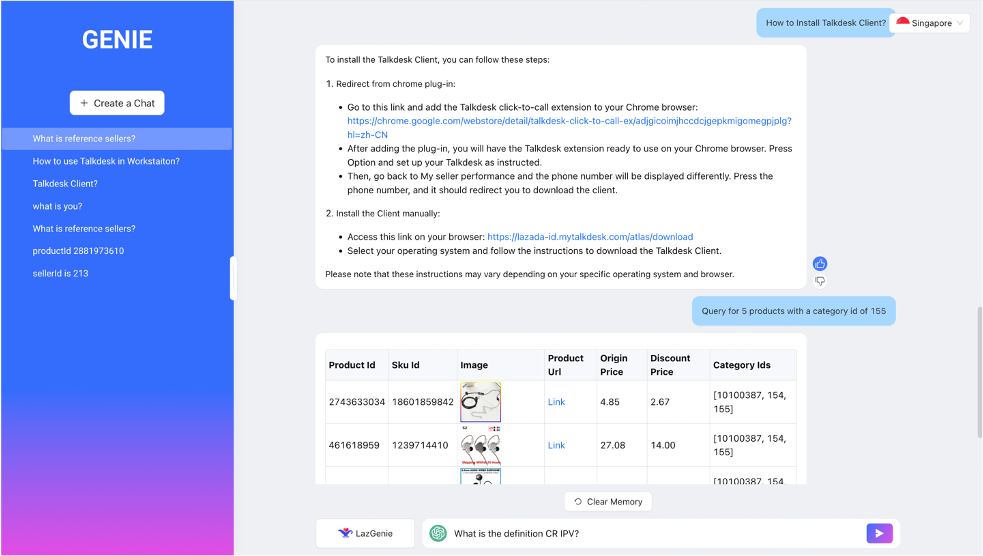 GENIE
+ Create a Chat
What is reference sellers?
How to use Talkdesk in Workstaiton?
Talkdesk Client?
what is you?
What is reference sellers?
productId 2881973610
sellerId is 213
How to Install Talkdesk Client?
Singapore
To install the Talkdesk Client, you can follow these steps:
1. Redirect from chrome plug-in:
• Go to this link and add the Talkdesk click-to-call extension to your Chrome browser:
https://chrome.google.com/webstore/detail/talkdesk-click-to-call-ex/adjgicoimjhccdcjgepkmigomegpjplg?
hl=zh-CN
• After adding the plug-in, you will have the Talkdesk extension ready to use on your Chrome browser. Press
Option and set up your Talkdesk as instructed.
• Then, go back to My seller performance and the phone number will be displayed differently. Press the
phone number, and it should redirect you to download the client.
2. Install the Client manually:
• Access this link on your browser: https://lazada-id.mytalkdesk.com/atlas/download
• Select your operating system and follow the instructions to download the Talkdesk Client.
Please note that these instructions may vary depending on your specific operating system and browser.
Query for 5 products with a category id of 155
Product Id Sku Id Image Product Url Origin Price Discount Price Category Ids
2743633034 18601859842 Link 4.85 2.67 [10100387, 154, 155]
461618959 1239714410 Link 27.08 14.00 [10100387, 154, 155]
[10100387, 154,
Clear Memory
LazGenie
What is the definition CR IPV?